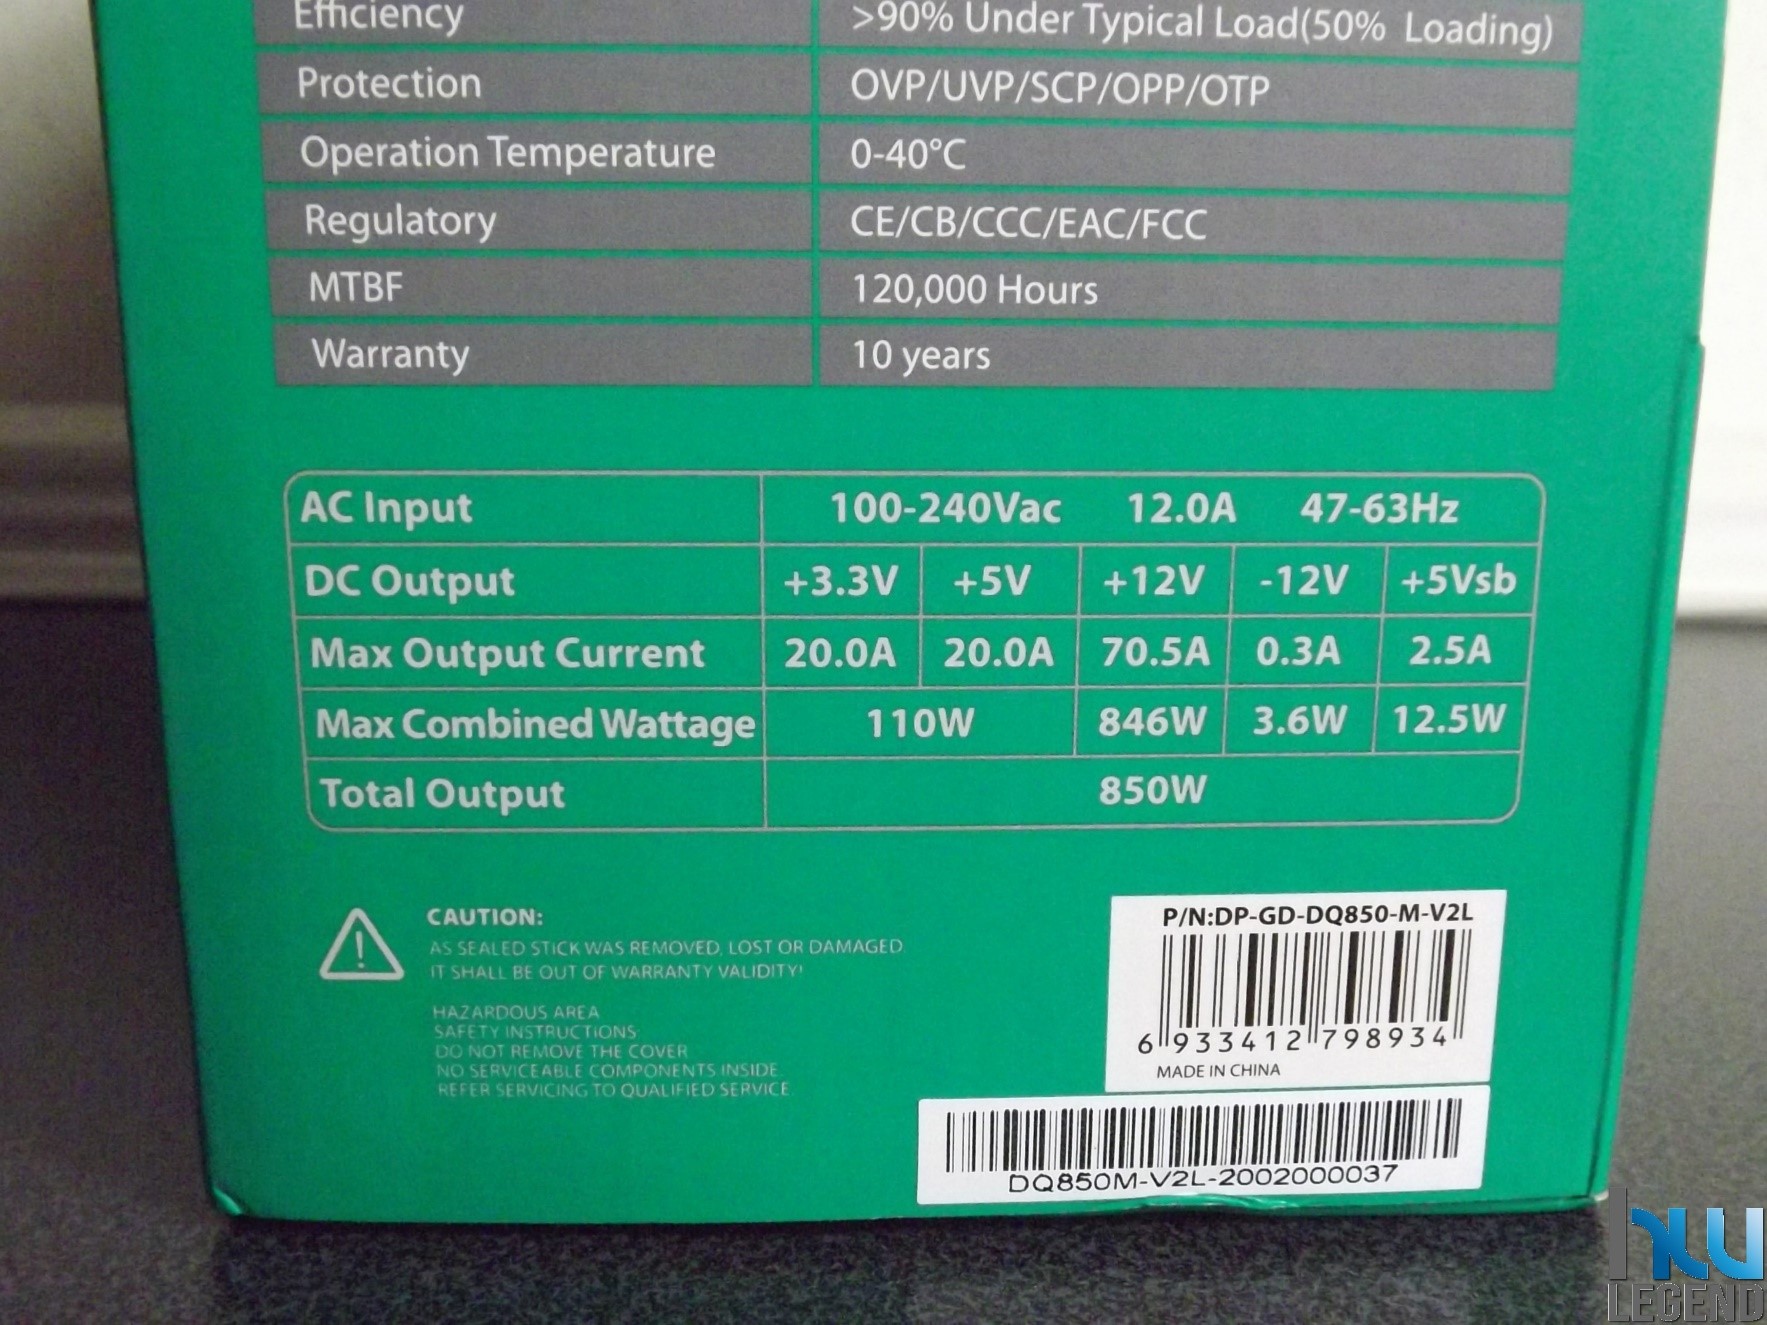 Efficiency >90% Under Typical Load(50% Loading)
Protection OVP/UVP/SCP/OPP/OTP
Operation Temperature 0-40°C
Regulatory CE/CB/CCC/EAC/FCC
MTBF 120,000 Hours
Warranty 10 years
AC Input 100-240Vac 12.0A 47-63Hz
DC Output +3.3V +5V +12V -12V +5Vsb
Max Output Current 20.0A 20.0A 70.5A 0.3A 2.5A
Max Combined Wattage 110W 846W 3.6W 12.5W
Total Output 850W
CAUTION:
AS SEALED STICK WAS REMOVED, LOST OR DAMAGED.
IT SHALL BE OUT OF WARRANTY VALIDITY!
HAZARDOUS AREA
SAFETY INSTRUCTIONS
DO NOT REMOVE THE COVER
NO SERVICEABLE COMPONENTS INSIDE.
REFER SERVICING TO QUALIFIED SERVICE
P/N:DP-GD-DQ850-M-V2L
6 933412 798934
MADE IN CHINA
DQ850M-V2L-2002000037
LEGEND